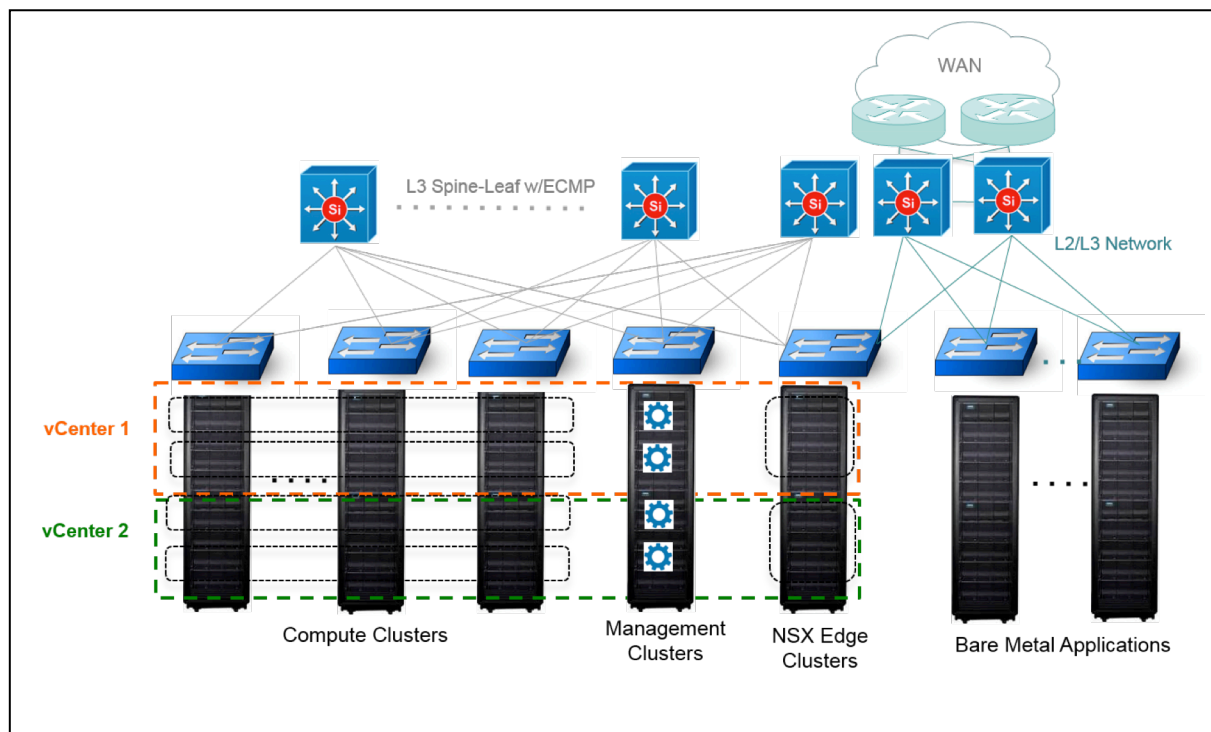 WAN
L3 Spine-Leaf w/ECMP
Si
Si
Si
Si
Si
L2/L3 Network
vCenter 1
vCenter 2
Compute Clusters
Management
Clusters
NSX Edge
Clusters
Bare Metal Applications